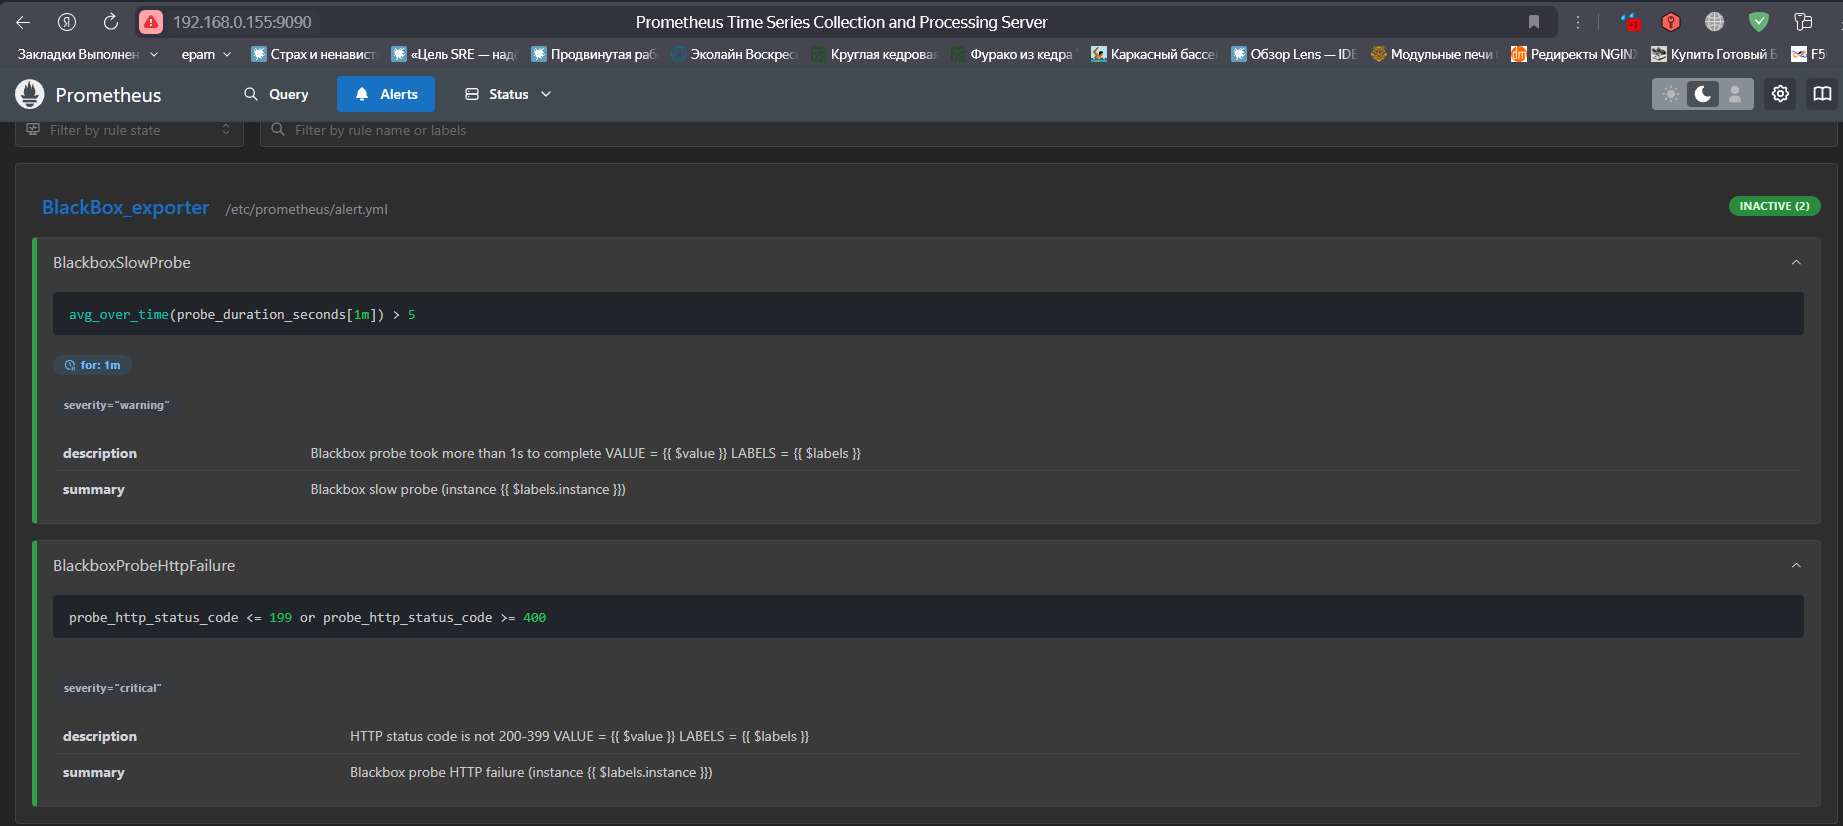 Я 192.168.0.155:9090 Prometheus Time Series Collection and Processing Server +3
Закладки Выполнен epam Страх и ненавист «Цель SRE — над Продвинутая раб Эколайн Воскрес Круглая кедрова Фурако из кедра Каркасный бассе Обзор Lens — IDE Модульные печи Редиректы NGIN Купить Готовый Б F5
Prometheus Query Alerts Status
Filter by rule state Filter by rule name or labels
BlackBox_exporter /etc/prometheus/alert.yml INACTIVE (2)
BlackboxSlowProbe
avg_over_time(probe_duration_seconds[1m]) > 5
for: 1m
severity="warning"
description Blackbox probe took more than 1s to complete VALUE = {{ $value }} LABELS = {{ $labels }}
summary Blackbox slow probe (instance {{ $labels.instance }})
BlackboxProbeHttpFailure
probe_http_status_code <= 199 or probe_http_status_code >= 400
severity="critical"
description HTTP status code is not 200-399 VALUE = {{ $value }} LABELS = {{ $labels }}
summary Blackbox probe HTTP failure (instance {{ $labels.instance }})